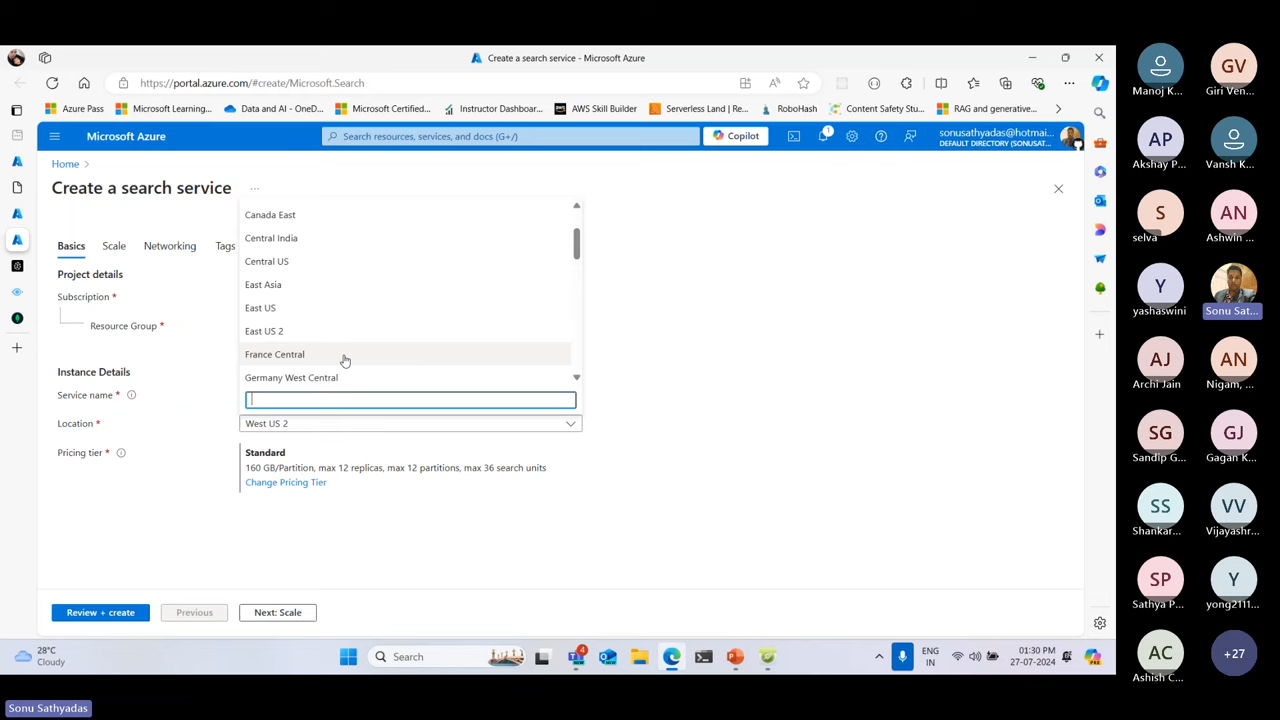 Create a search service - Microsoft Azure
https://portal.azure.com/#create/Microsoft.Search
Azure Pass
Microsoft Learning...
Data and AI - OneD...
Microsoft Certified...
Instructor Dashboar...
AWS Skill Builder
Serverless Land | Re...
RoboHash
Content Safety Stu...
RAG and generative...
Microsoft Azure
Search resources, services, and docs (G+/)
Copilot
1
sonusathyadas@hotmai...
DEFAULT DIRECTORY (SONUSAT...
Home
Create a search service
...
Basics
Scale
Networking
Tags
Project details
Subscription *
Resource Group *
Instance Details
Service name *
Location *
Pricing tier *
Canada East
Central India
Central US
East Asia
East US
East US 2
France Central
Germany West Central
West US 2
Standard
160 GB/Partition, max 12 replicas, max 12 partitions, max 36 search units
Change Pricing Tier
Review + create
Previous
Next: Scale
28°C
Cloudy
Search
4
ENG
IN
01:30 PM
27-07-2024
Sonu Sathyadas
Manoj K...
GV
Giri Ven...
AP
Akshay P...
Vansh K...
S
selva
AN
Ashwin ...
Y
yashaswini
Sonu Sat...
AJ
Archi Jain
AN
Nigam, ...
SG
Sandip G...
GJ
Gagan K...
SS
Shankar...
VV
Vijayashr...
SP
Sathya P...
Y
yong2111...
AC
Ashish C...
+27